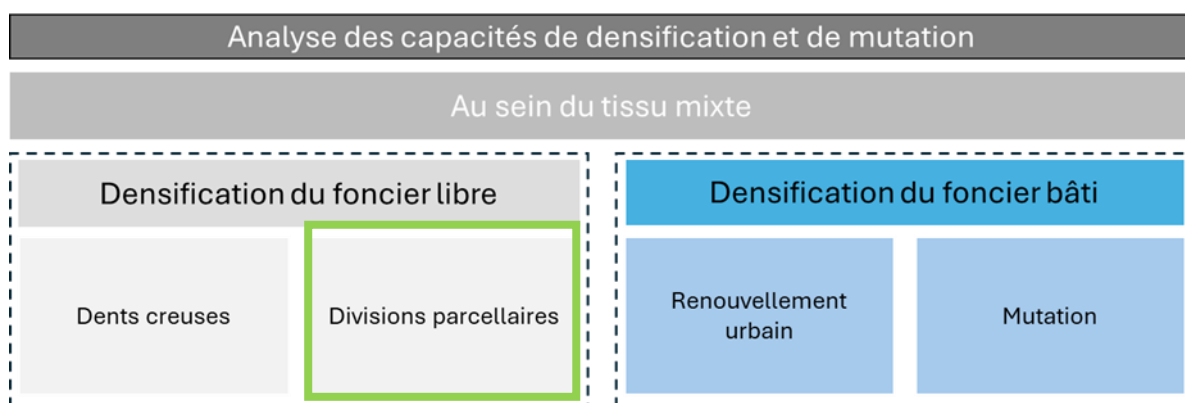 Analyse des capacités de densification et de mutation
Au sein du tissu mixte
Densification du foncier libre
Densification du foncier bâti
Dents creuses
Divisions parcellaires
Renouvellement
urbain
Mutation